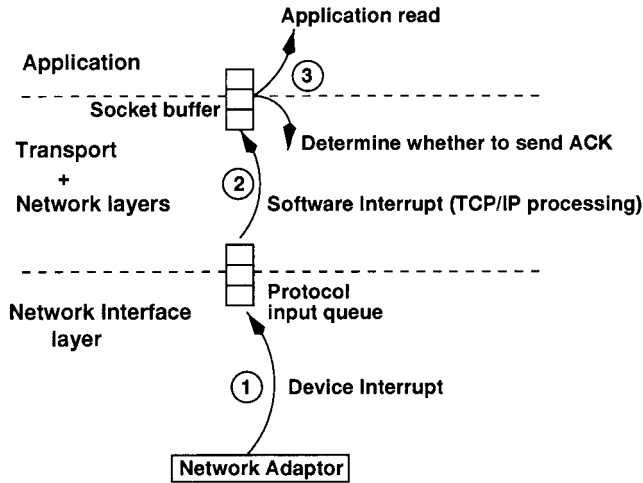 Application read
Application
3
Socket buffer
Determine whether to send ACK
Transport
+
Network layers
2
Software Interrupt (TCP/IP processing)
Protocol
input queue
Network Interface
layer
1
Device Interrupt
Network Adaptor